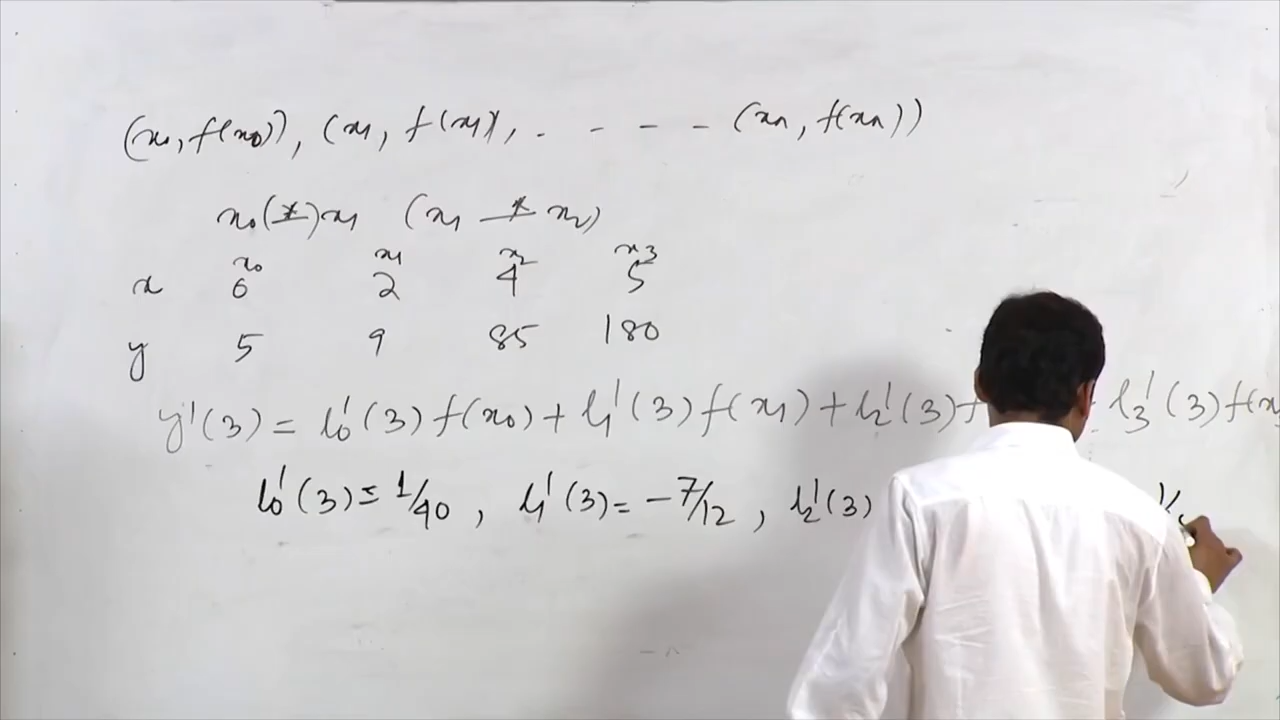 (x₀, f(x₀)), (x₁, f(x₁), . - - - - (xₙ, f(xₙ))
x₀(*)x₁ (x₁ * x₂)
x₀ x₁ x₂ x₃
x 0 2 4 5
y 5 9 85 180
y'(3) = l₀'(3) f(x₀) + l₁'(3) f(x₁) + l₂'(3) f l₃'(3) f(x₃
l₀'(3) = 1/40 , l₁'(3) = -7/12 , l₂'(3)